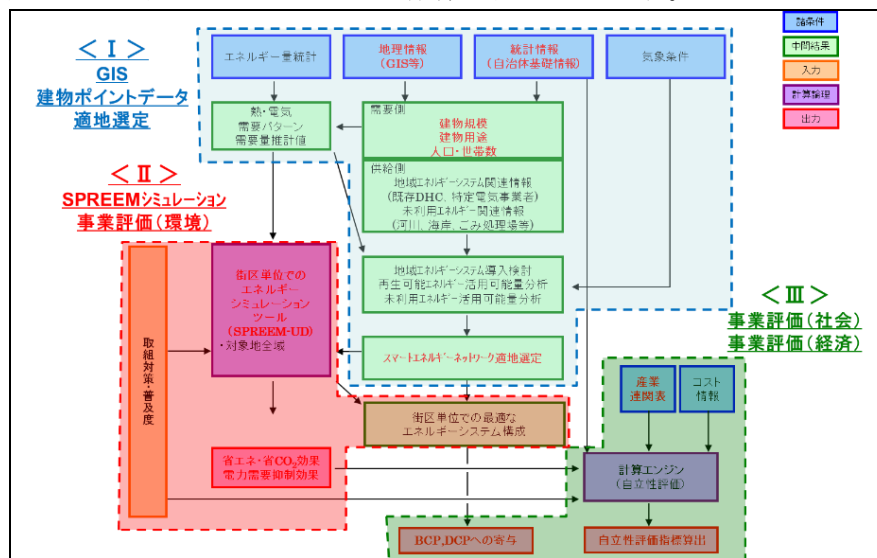 ＜Ⅰ＞
GIS
建物ポイントデータ
適地選定
エネルギー量統計
地理情報
(GIS等)
統計情報
(自治体基礎情報)
気象条件
諸条件
中間結果
入力
計算論理
出力
熱・電気
需要パターン
需要量推計値
需要側
建物規模
建物用途
人口・世帯数
供給側
地域エネルギーシステム関連情報
(既存DHC、特定電気事業者)
未利用エネルギー関連情報
(河川、海岸、ごみ処理場等)
＜Ⅱ＞
SPREEMシミュレーション
事業評価(環境)
街区単位での
エネルギー
シミュレーション
ツール
(SPREEM-UD)
・対象地全域
地域エネルギーシステム導入検討
再生可能エネルギー活用可能量分析
未利用エネルギー活用可能量分析
スマートエネルギーネットワーク適地選定
＜Ⅲ＞
事業評価(社会)
事業評価(経済)
取組対策・普及度
産業
連関表
コスト
情報
街区単位での最適な
エネルギーシステム構成
省エネ・省CO₂効果
電力需要抑制効果
計算エンジン
(自立性評価)
BCP,DCPへの寄与
自立性評価指標算出